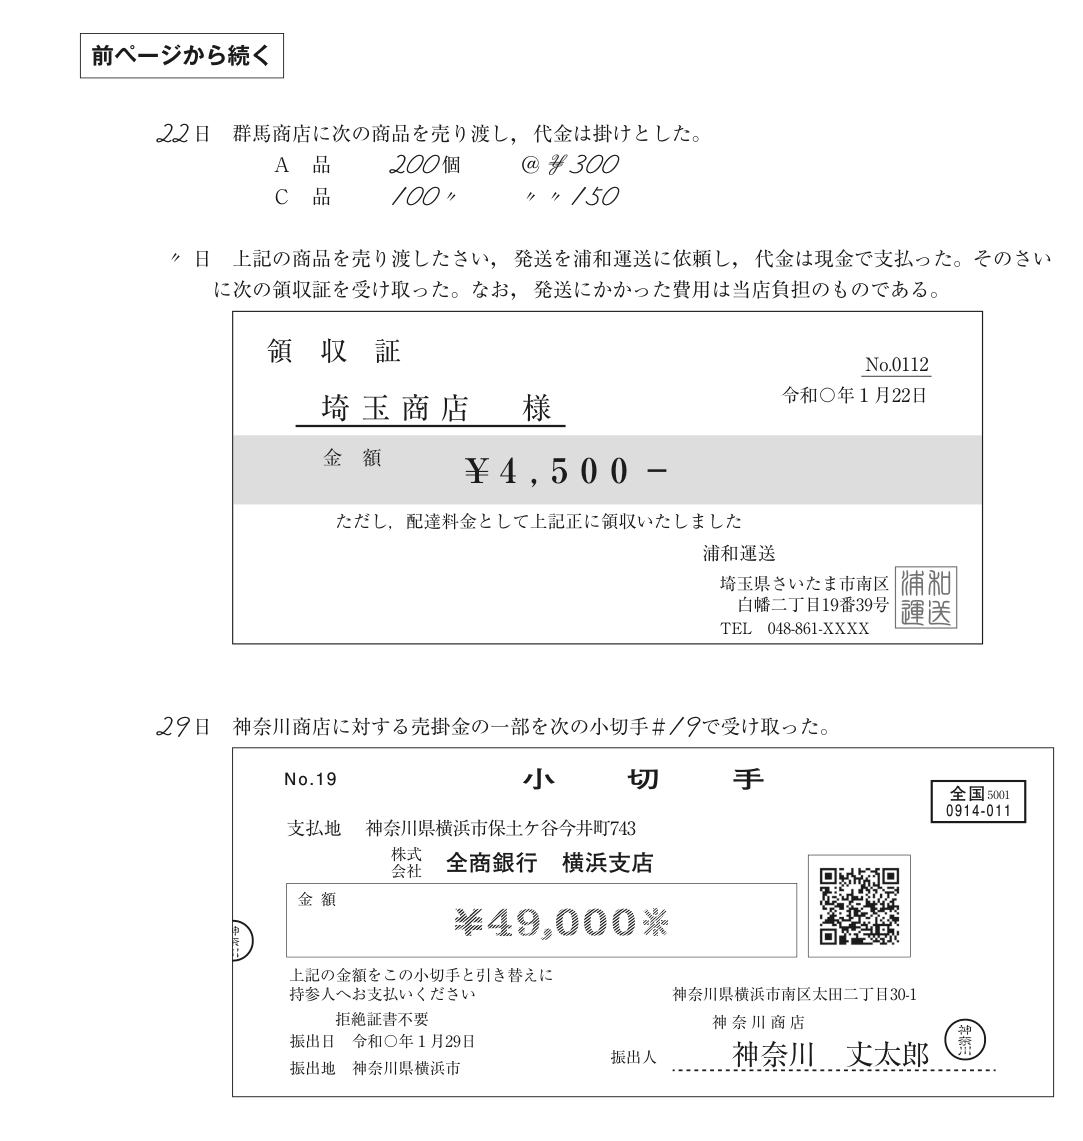 前ページから続く
22日 群馬商店に次の商品を売り渡し，代金は掛けとした。
A 品 200個 @¥300
C 品 100〃 〃〃150
〃 日 上記の商品を売り渡したさい，発送を浦和運送に依頼し，代金は現金で支払った。そのさい
に次の領収証を受け取った。なお，発送にかかった費用は当店負担のものである。
領 収 証
No.0112
令和○年1月22日
埼玉商店 様
金 額 ¥4,500－
ただし，配達料金として上記正に領収いたしました
浦和運送
埼玉県さいたま市南区
白幡二丁目19番39号
TEL 048-861-XXXX
浦和
運送
29日 神奈川商店に対する売掛金の一部を次の小切手#19で受け取った。
No.19 小 切 手
全国 5001
0914-011
支払地 神奈川県横浜市保土ケ谷今井町743
株式会社 全商銀行 横浜支店
金 額
¥49,000※
神奈川
上記の金額をこの小切手と引き替えに
持参人へお支払いください
拒絶証書不要
振出日 令和○年1月29日
振出地 神奈川県横浜市
神奈川県横浜市南区太田二丁目30-1
神奈川商店
振出人 神奈川 丈太郎
神奈川